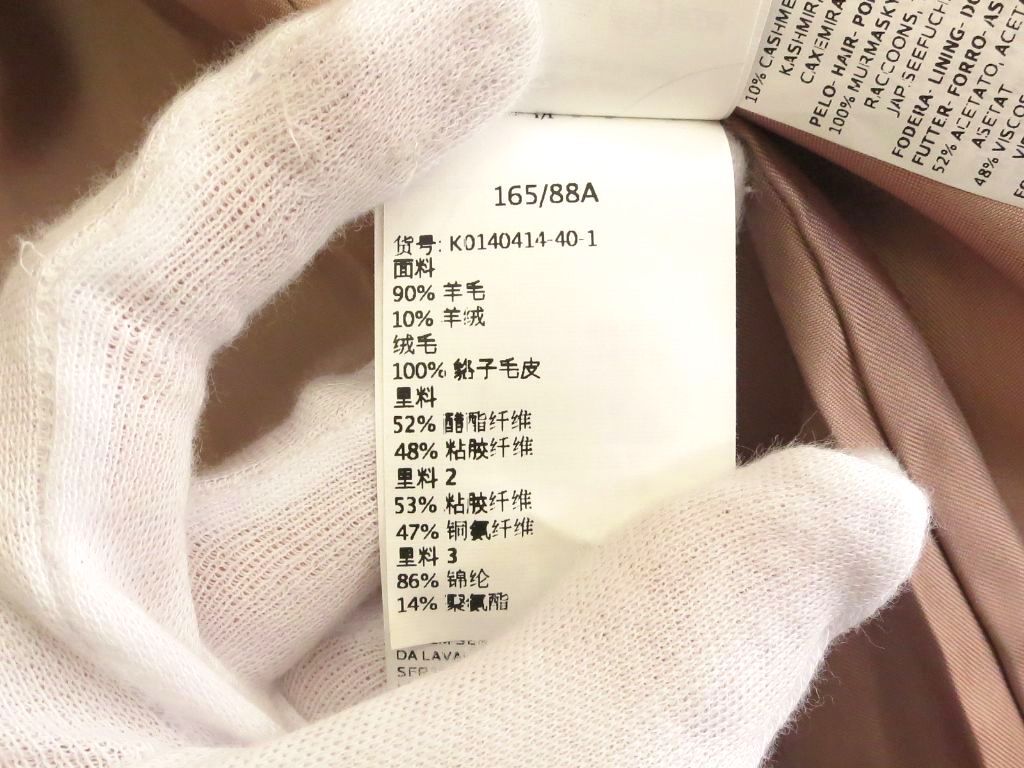 165/88A
货号: K0140414-40-1
面料
90% 羊毛
10% 羊绒
绒毛
100% 貉子毛皮
里料
52% 醋酯纤维
48% 粘胶纤维
里料 2
53% 粘胶纤维
47% 铜氨纤维
里料 3
86% 锦纶
14% 聚氨酯
DA LAVA
10% CASHME
KASHMIR
CAXEMIRA
PELO- HAIR- PO
100% MURMASKY
RACCOONS,
JAP.SEEFUCH
FODERA- LINING- DO
FUTTER- FORRO- AS
52% ACETATO, ACET
ASETAT
48% VISCO